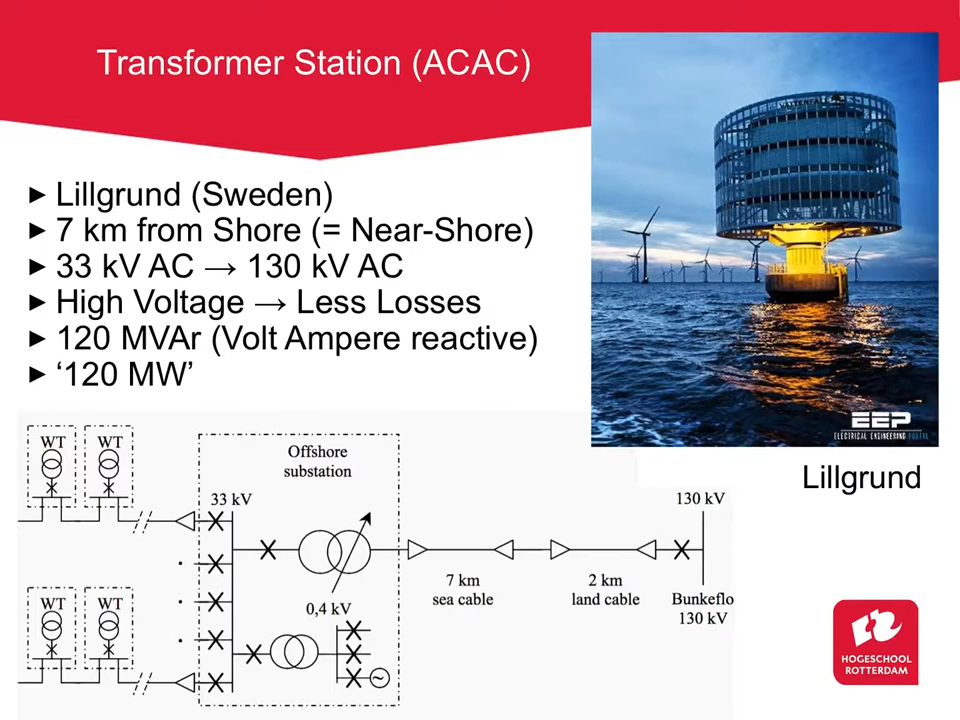 Transformer Station (ACAC)
► Lillgrund (Sweden)
► 7 km from Shore (= Near-Shore)
► 33 kV AC → 130 kV AC
► High Voltage → Less Losses
► 120 MVAr (Volt Ampere reactive)
► ‘120 MW’
VATTENFALL
EEP
ELECTRICAL ENGINEERING PORTAL
Lillgrund
WT
WT
Offshore
substation
33 kV
130 kV
7 km
sea cable
2 km
land cable
Bunkeflo
130 kV
0,4 kV
WT
WT
HOGESCHOOL
ROTTERDAM